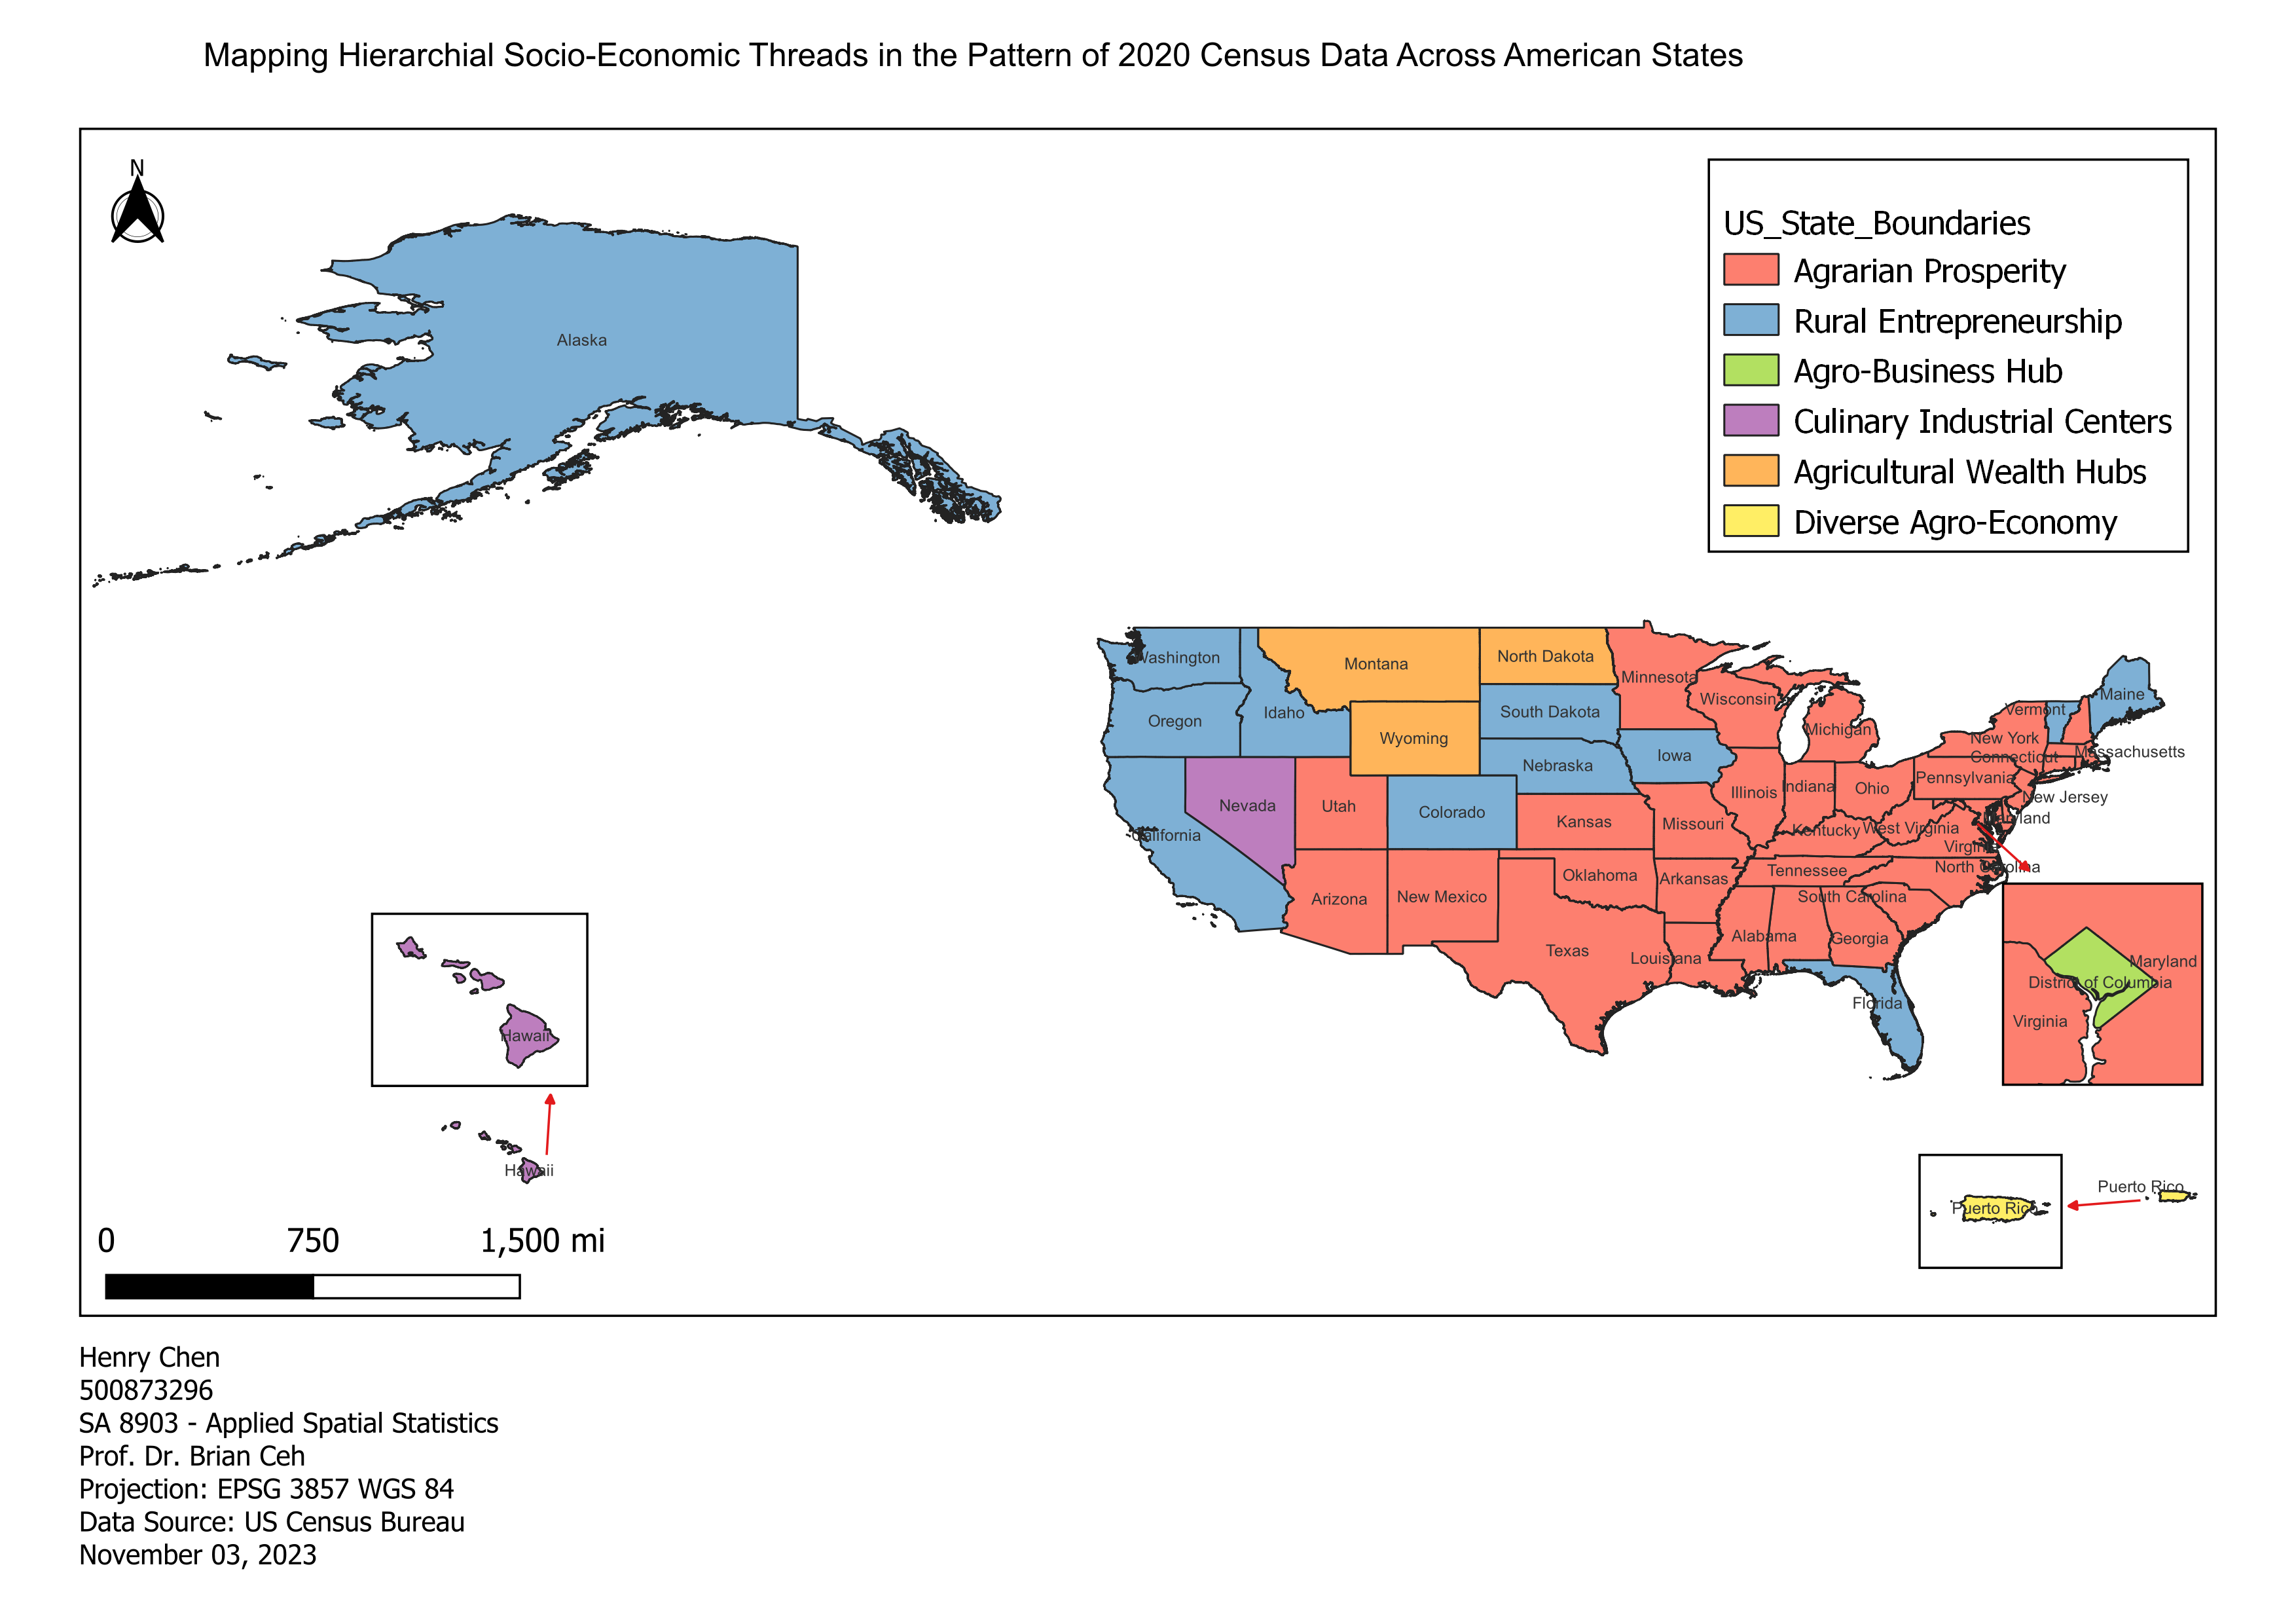 Mapping Hierarchial Socio-Economic Threads in the Pattern of 2020 Census Data Across American States
N
US_State_Boundaries
Agrarian Prosperity
Rural Entrepreneurship
Agro-Business Hub
Culinary Industrial Centers
Agricultural Wealth Hubs
Diverse Agro-Economy
Alaska
Washington
Montana
North Dakota
Minnesota
Maine
Wisconsin
Vermont
Oregon
Idaho
South Dakota
Michigan
New York
Wyoming
Massachusetts
Iowa
Connecticut
Nebraska
Pennsylvania
Nevada
Utah
Colorado
Illinois
Indiana
Ohio
New Jersey
Kansas
Missouri
Maryland
California
Kentucky
West Virginia
Virginia
North Carolina
Oklahoma
Arkansas
Tennessee
Arizona
New Mexico
South Carolina
Texas
Louisiana
Alabama
Georgia
Florida
Maryland
District of Columbia
Virginia
Hawaii
Hawaii
Puerto Rico
Puerto Rico
0 750 1,500 mi
Henry Chen
500873296
SA 8903 - Applied Spatial Statistics
Prof. Dr. Brian Ceh
Projection: EPSG 3857 WGS 84
Data Source: US Census Bureau
November 03, 2023